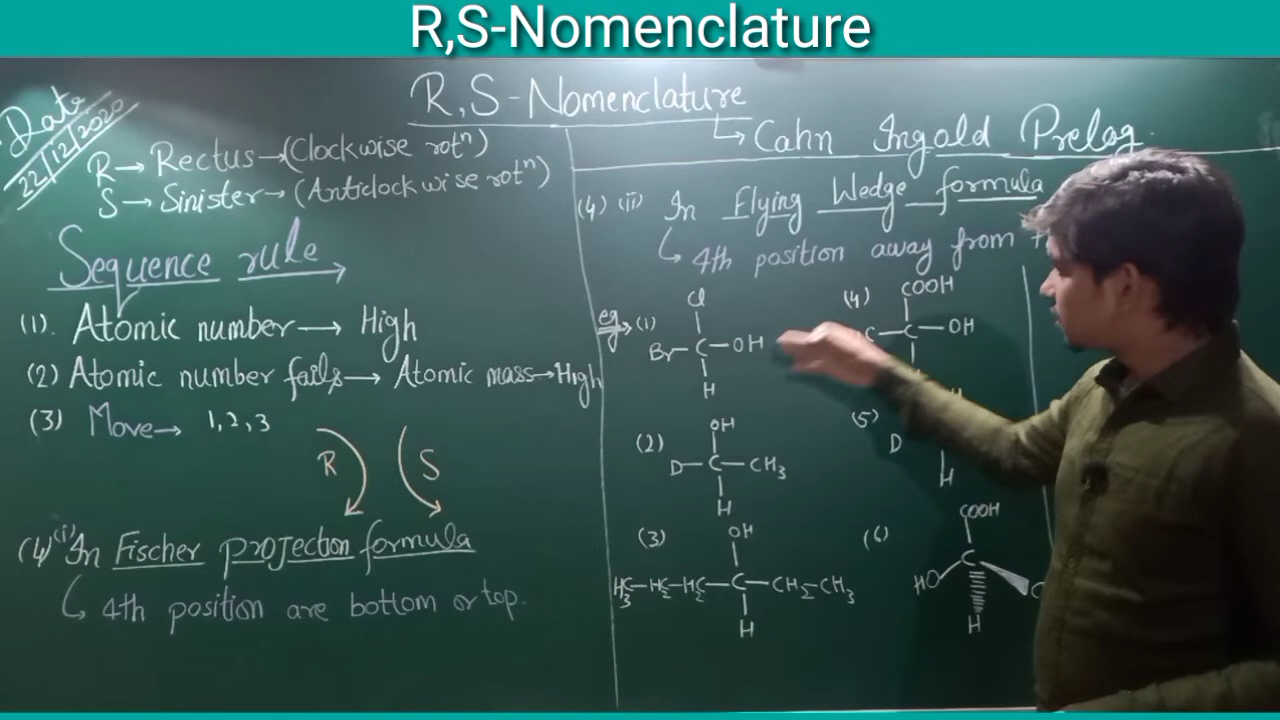 R,S-Nomenclature
R,S-Nomenclature
Date
22/12/2020
R → Rectus → (Clockwise rotⁿ)
S → Sinister → (Anticlockwise rotⁿ)
Sequence rule
(1). Atomic number → High
(2) Atomic number fails → Atomic mass → High
(3) Move → 1,2,3
R S
(4) (i) In Fischer projection formula
4th position are bottom or top.
Cahn Ingold Prelog.
(4) (ii) In Flying Wedge formula
4th position away from
eg → (1)
Cl
Br-C-OH
H
(2)
OH
D-C-CH₃
H
(3)
OH
H₃C-H₂C-H₂C-C-CH₂-CH₃
H
(4)
COOH
C-C-OH
H
(5)
D
H
(6)
COOH
C
HO
H